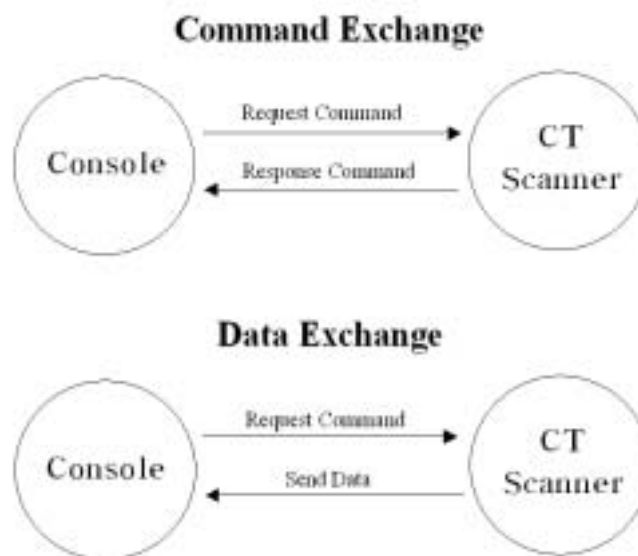 Command Exchange
Request Command
Console
CT
Scanner
Response Command
Data Exchange
Request Command
Console
CT
Scanner
Send Data